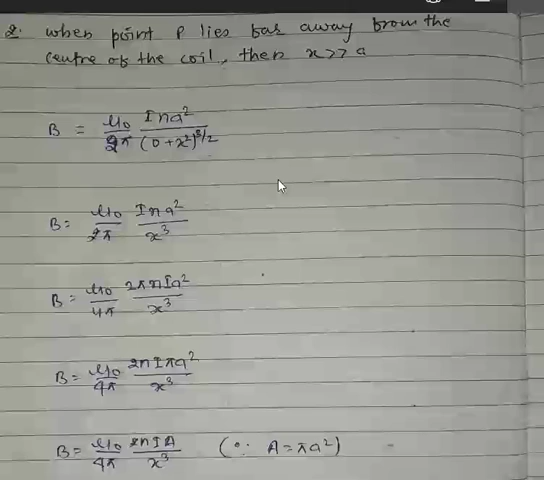 2. when point P lies far away from the
centre of the coil, then x>> a
B = μ0/2π Ina²/(0+x²)^3/2
B = μ0/2π Ina²/x³
B = μ0/4π 2πnIa²/x³
B = μ0/4π 2nIπa²/x³
B = μ0/4π 2nIA/x³ (∵ A = πa²)